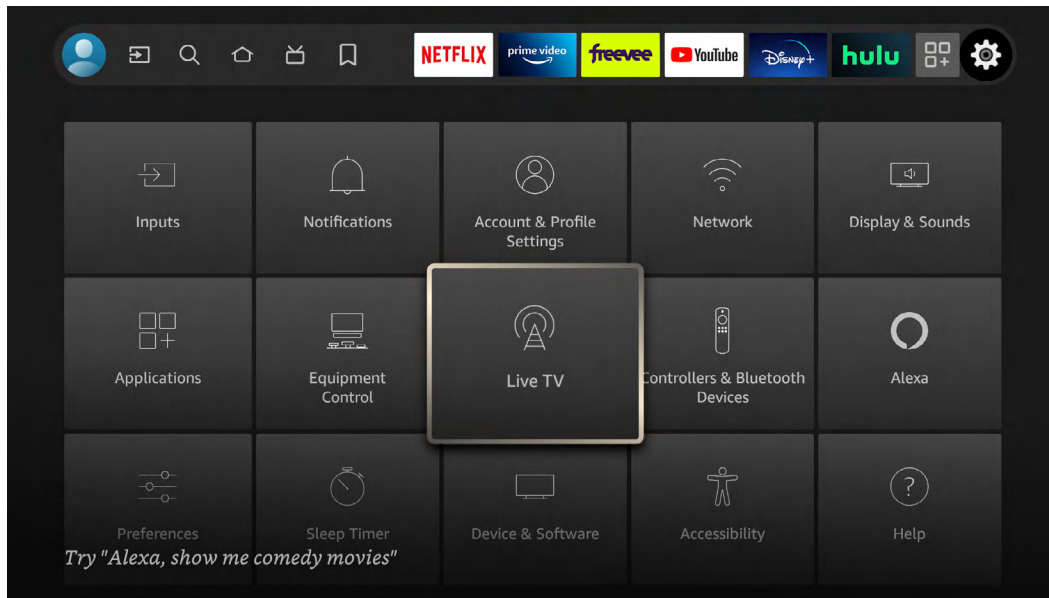 NETFLIX prime video freevee YouTube Disney+ hulu
Inputs
Notifications
Account & Profile
Settings
Network
Display & Sounds
Applications
Equipment
Control
Live TV
Controllers & Bluetooth
Devices
Alexa
Preferences
Sleep Timer
Device & Software
Accessibility
Help
Try "Alexa, show me comedy movies"